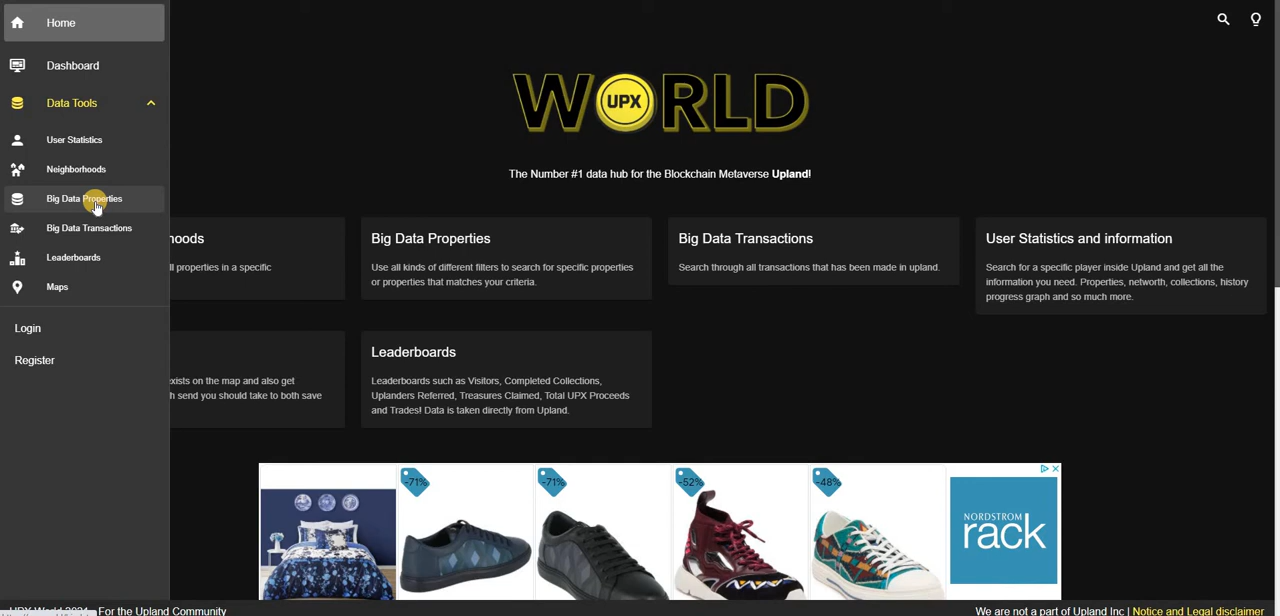 Home
Dashboard
Data Tools
User Statistics
Neighborhoods
Big Data Properties
Big Data Transactions
Leaderboards
Maps
Login
Register
WORLD
UPX
The Number #1 data hub for the Blockchain Metaverse Upland!
hoods
ll properties in a specific
Big Data Properties
Use all kinds of different filters to search for specific properties
or properties that matches your criteria.
Big Data Transactions
Search through all transactions that has been made in upland.
User Statistics and information
Search for a specific player inside Upland and get all the
information you need. Properties, networth, collections, history
progress graph and so much more.
xists on the map and also get
h send you should take to both save
Leaderboards
Leaderboards such as Visitors, Completed Collections,
Uplanders Referred, Treasures Claimed, Total UPX Proceeds
and Trades! Data is taken directly from Upland.
-71%
-71%
-52%
-48%
NORDSTROM
rack
UPX World 2021 For the Upland Community
We are not a part of Upland Inc | Notice and Legal disclaimer